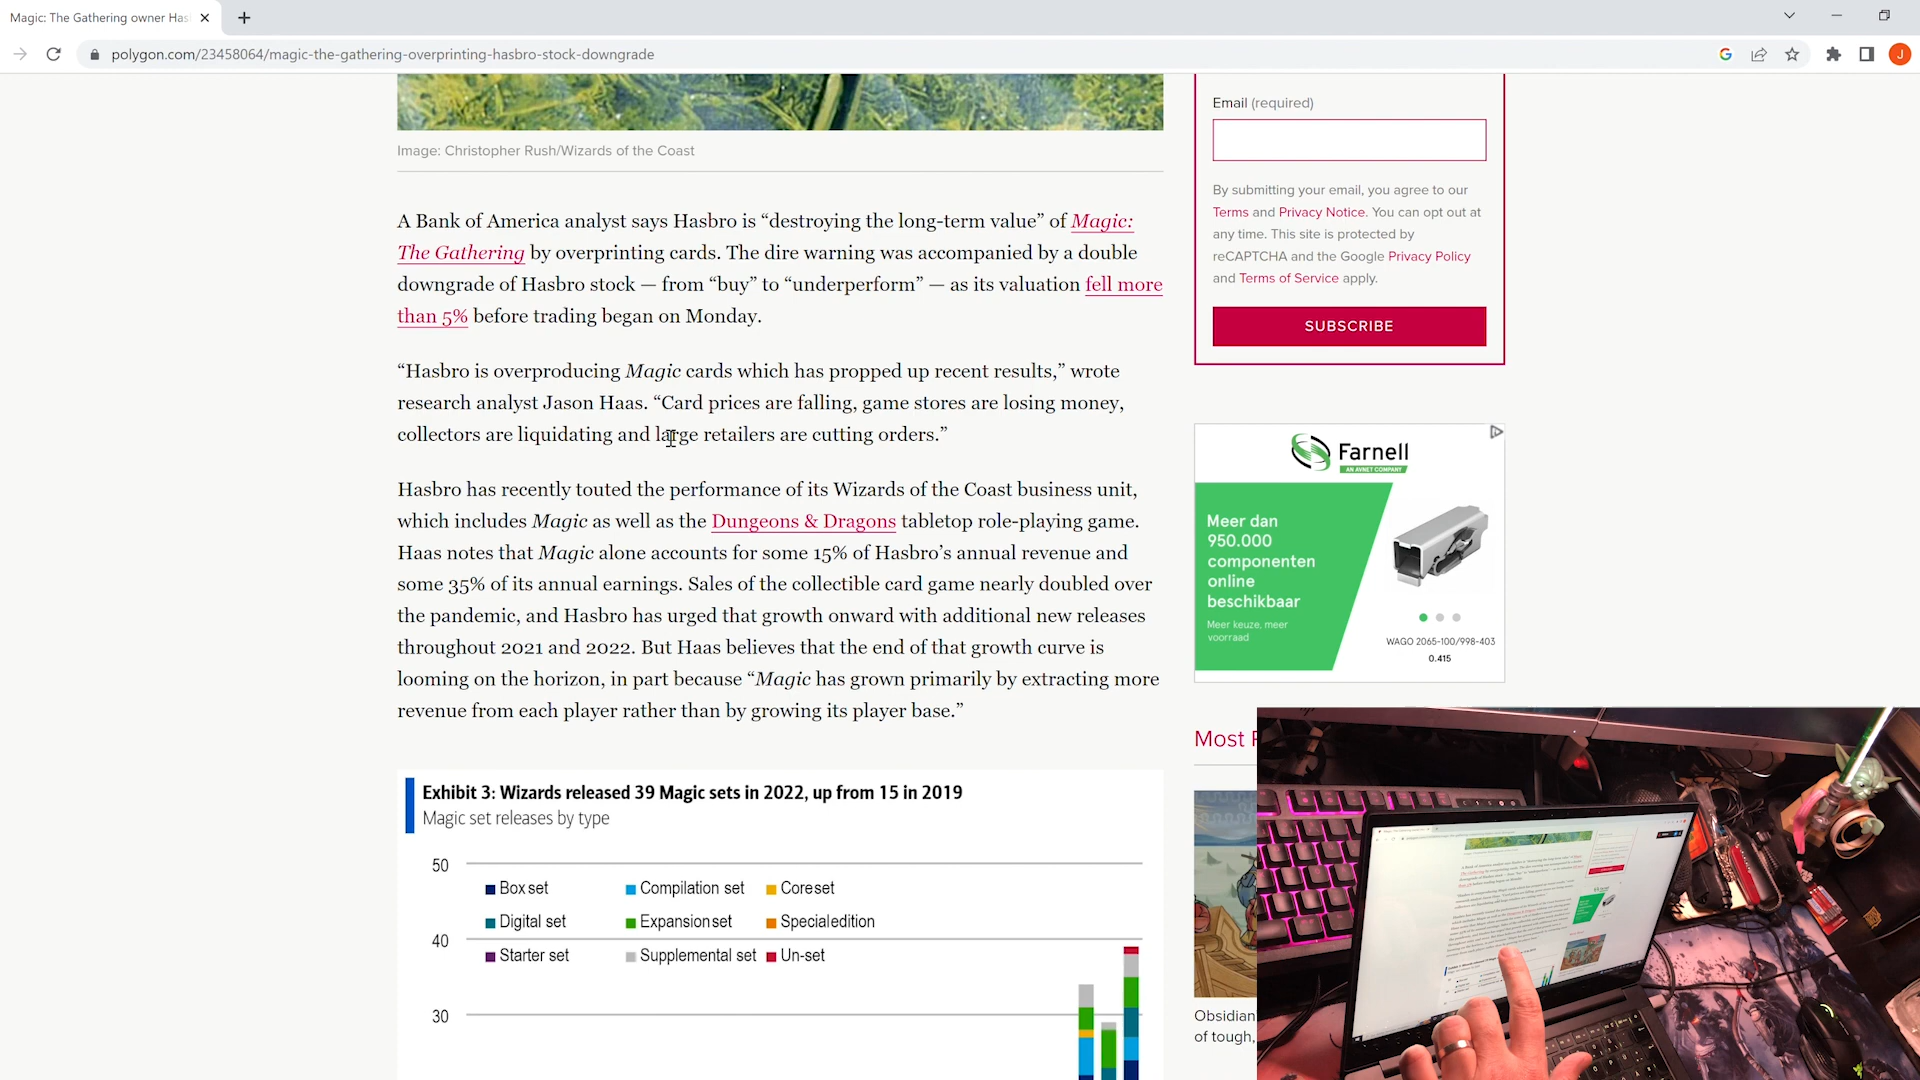 Magic: The Gathering owner Has
polygon.com/23458064/magic-the-gathering-overprinting-hasbro-stock-downgrade
J
Image: Christopher Rush/Wizards of the Coast
A Bank of America analyst says Hasbro is “destroying the long-term value” of Magic:
The Gathering by overprinting cards. The dire warning was accompanied by a double
downgrade of Hasbro stock — from “buy” to “underperform” — as its valuation fell more
than 5% before trading began on Monday.
“Hasbro is overproducing Magic cards which has propped up recent results,” wrote
research analyst Jason Haas. “Card prices are falling, game stores are losing money,
collectors are liquidating and large retailers are cutting orders.”
Hasbro has recently touted the performance of its Wizards of the Coast business unit,
which includes Magic as well as the Dungeons & Dragons tabletop role-playing game.
Haas notes that Magic alone accounts for some 15% of Hasbro’s annual revenue and
some 35% of its annual earnings. Sales of the collectible card game nearly doubled over
the pandemic, and Hasbro has urged that growth onward with additional new releases
throughout 2021 and 2022. But Haas believes that the end of that growth curve is
looming on the horizon, in part because “Magic has grown primarily by extracting more
revenue from each player rather than by growing its player base.”
Exhibit 3: Wizards released 39 Magic sets in 2022, up from 15 in 2019
Magic set releases by type
50
Box set Compilation set Core set
Digital set Expansion set Special edition
40
Starter set Supplemental set Un-set
30
Email (required)
By submitting your email, you agree to our
Terms and Privacy Notice. You can opt out at
any time. This site is protected by
reCAPTCHA and the Google Privacy Policy
and Terms of Service apply.
SUBSCRIBE
Farnell
AN AVNET COMPANY
Meer dan
950.000
componenten
online
beschikbaar
Meer keuze, meer
voorraad
WAGO 2065-100/998-403
0.415
Most
Obsidian
of tough,